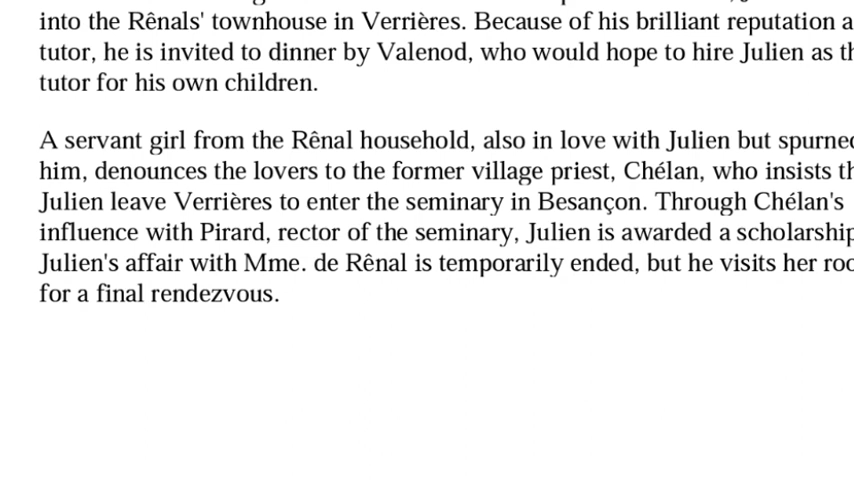 into the Rênals' townhouse in Verrières. Because of his brilliant reputation
tutor, he is invited to dinner by Valenod, who would hope to hire Julien as
tutor for his own children.
A servant girl from the Rênal household, also in love with Julien but
him, denounces the lovers to the former village priest, Chélan, who insists
Julien leave Verrières to enter the seminary in Besançon. Through Chélan's
influence with Pirard, rector of the seminary, Julien is awarded a scholarship
Julien's affair with Mme. de Rênal is temporarily ended, but he visits her
for a final rendezvous.